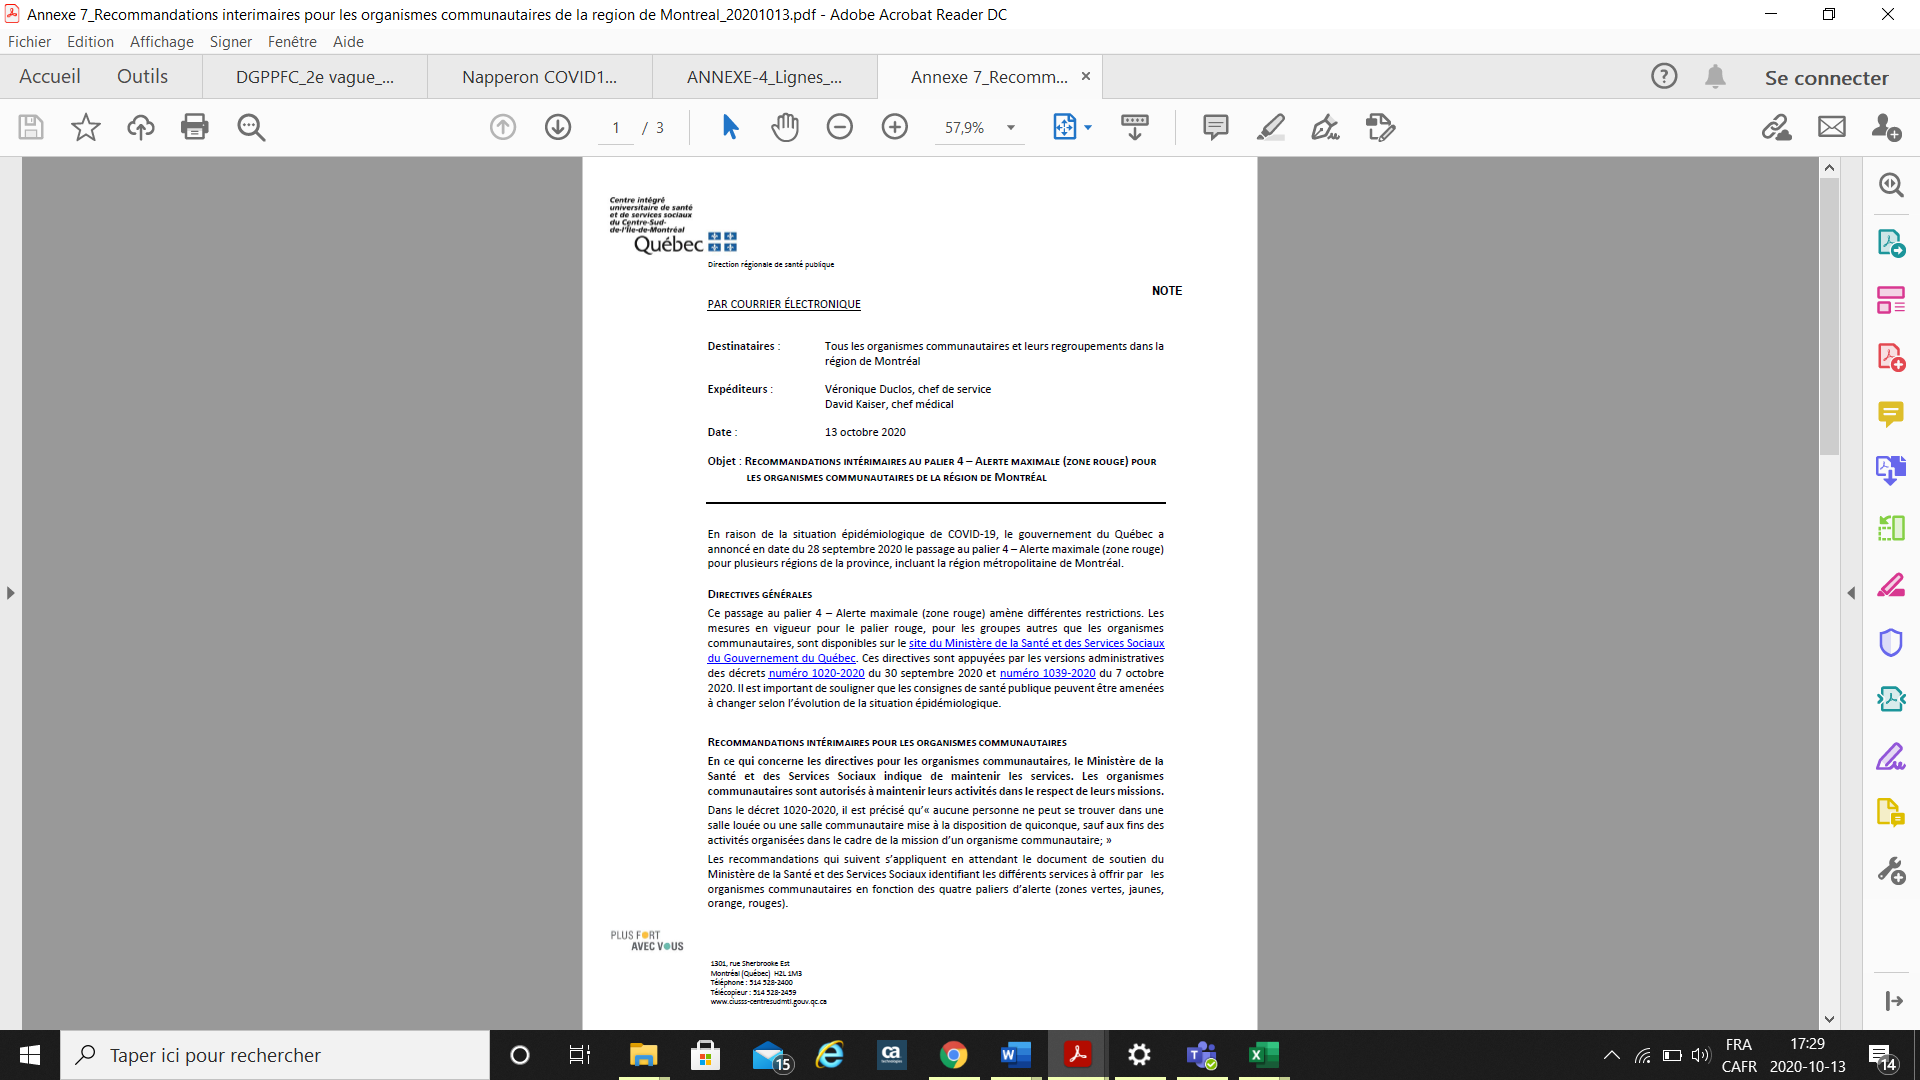 Annexe 7_Recommandations interimaires pour les organismes communautaires de la region de Montreal_20201013.pdf - Adobe Acrobat Reader DC
Fichier Edition Affichage Signer Fenêtre Aide
Accueil Outils DGPPFC_2e vague_... Napperon COVID1... ANNEXE-4_Lignes_... Annexe 7_Recomm... × Se connecter
1 / 3 57,9%
Centre intégré
universitaire de santé
et de services sociaux
du Centre-Sud-
de-l'Île-de-Montréal
Québec
Direction régionale de santé publique
NOTE
PAR COURRIER ÉLECTRONIQUE
Destinataires : Tous les organismes communautaires et leurs regroupements dans la
région de Montréal
Expéditeurs : Véronique Duclos, chef de service
David Kaiser, chef médical
Date : 13 octobre 2020
Objet : RECOMMANDATIONS INTÉRIMAIRES AU PALIER 4 – ALERTE MAXIMALE (ZONE ROUGE) POUR
LES ORGANISMES COMMUNAUTAIRES DE LA RÉGION DE MONTRÉAL
En raison de la situation épidémiologique de COVID-19, le gouvernement du Québec a
annoncé en date du 28 septembre 2020 le passage au palier 4 – Alerte maximale (zone rouge)
pour plusieurs régions de la province, incluant la région métropolitaine de Montréal.
DIRECTIVES GÉNÉRALES
Ce passage au palier 4 – Alerte maximale (zone rouge) amène différentes restrictions. Les
mesures en vigueur pour le palier rouge, pour les groupes autres que les organismes
communautaires, sont disponibles sur le site du Ministère de la Santé et des Services Sociaux
du Gouvernement du Québec. Ces directives sont appuyées par les versions administratives
des décrets numéro 1020-2020 du 30 septembre 2020 et numéro 1039-2020 du 7 octobre
2020. Il est important de souligner que les consignes de santé publique peuvent être amenées
à changer selon l'évolution de la situation épidémiologique.
RECOMMANDATIONS INTÉRIMAIRES POUR LES ORGANISMES COMMUNAUTAIRES
En ce qui concerne les directives pour les organismes communautaires, le Ministère de la
Santé et des Services Sociaux indique de maintenir les services. Les organismes
communautaires sont autorisés à maintenir leurs activités dans le respect de leurs missions.
Dans le décret 1020-2020, il est précisé qu'« aucune personne ne peut se trouver dans une
salle louée ou une salle communautaire mise à la disposition de quiconque, sauf aux fins des
activités organisées dans le cadre de la mission d'un organisme communautaire; »
Les recommandations qui suivent s'appliquent en attendant le document de soutien du
Ministère de la Santé et des Services Sociaux identifiant les différents services à offrir par les
organismes communautaires en fonction des quatre paliers d'alerte (zones vertes, jaunes,
orange, rouges).
PLUS FORT
AVEC VOUS
1301, rue Sherbrooke Est
Montréal (Québec) H2L 1M3
Téléphone : 514 528-2400
Télécopieur : 514 528-2459
www.ciusss-centresudmtl.gouv.qc.ca
Taper ici pour rechercher 15 ca FRA 17:29
CAFR 2020-10-13 14